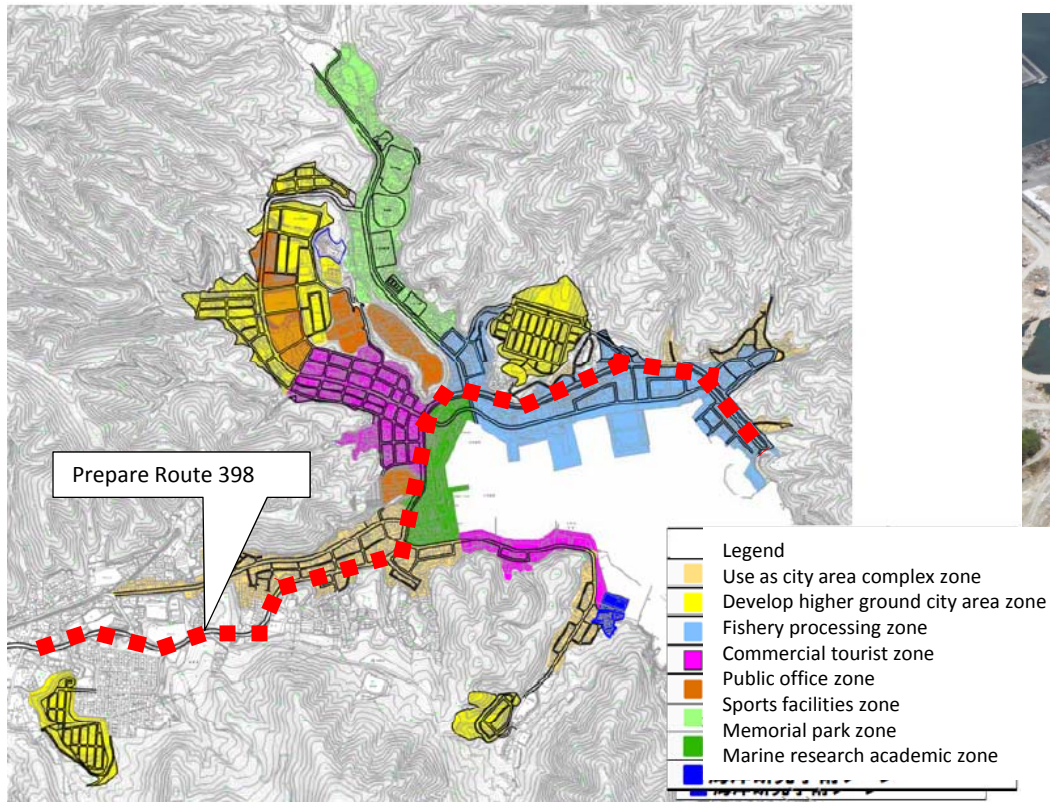 Prepare Route 398
Legend
Use as city area complex zone
Develop higher ground city area zone
Fishery processing zone
Commercial tourist zone
Public office zone
Sports facilities zone
Memorial park zone
Marine research academic zone